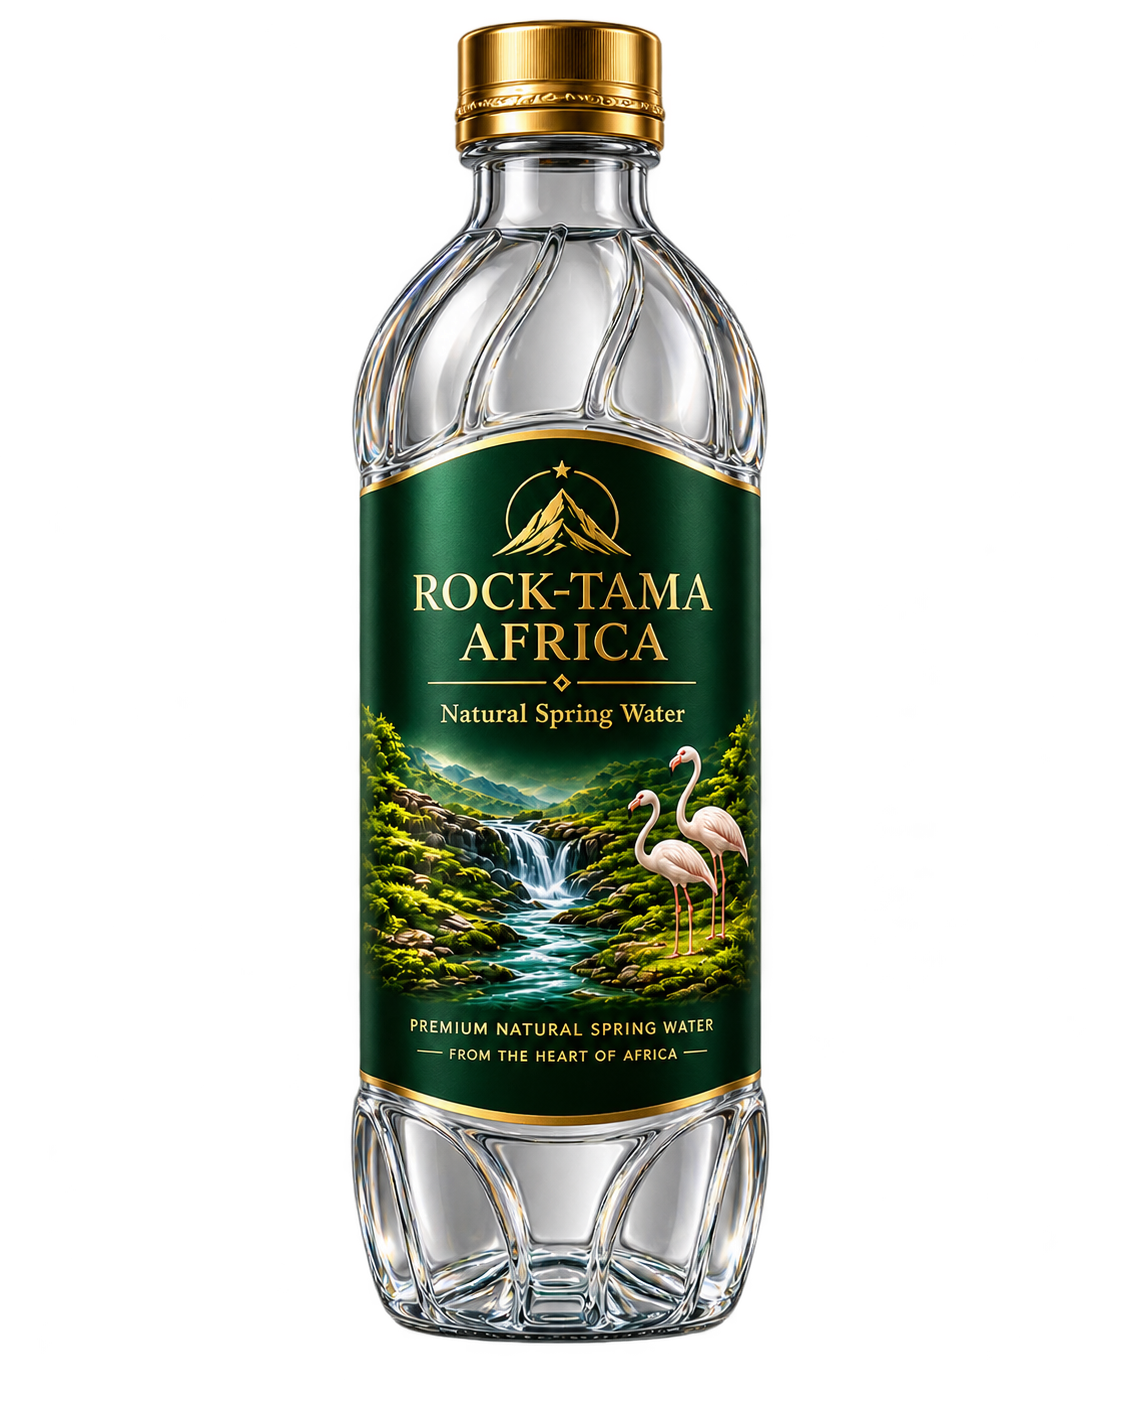 ROCK-TAMA
AFRICA
Natural Spring Water
PREMIUM NATURAL SPRING WATER
FROM THE HEART OF AFRICA